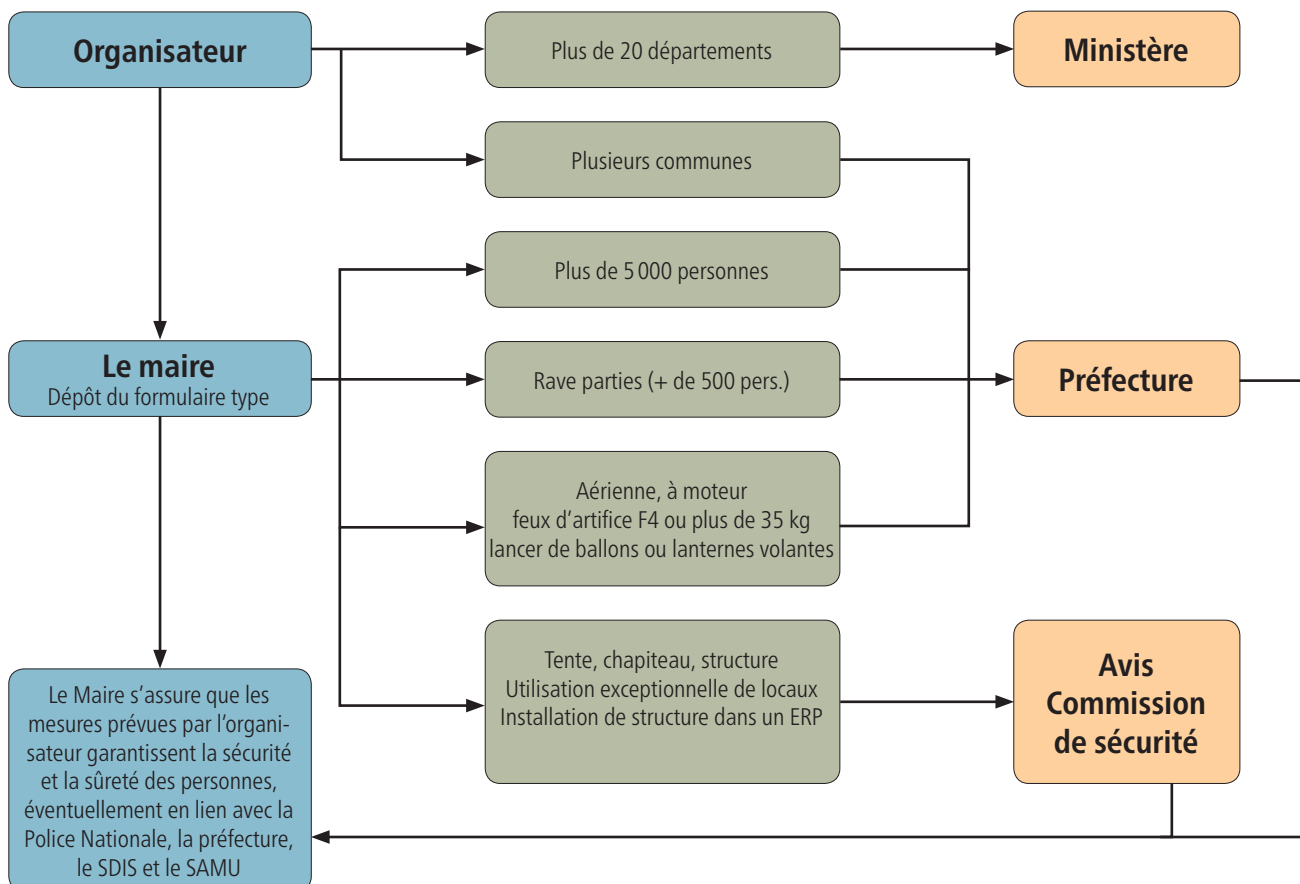 Organisateur
Plus de 20 départements
Ministère
Plusieurs communes
Plus de 5 000 personnes
Le maire
Dépôt du formulaire type
Rave parties (+ de 500 pers.)
Préfecture
Aérienne, à moteur
feux d'artifice F4 ou plus de 35 kg
lancer de ballons ou lanternes volantes
Tente, chapiteau, structure
Utilisation exceptionnelle de locaux
Installation de structure dans un ERP
Avis
Commission
de sécurité
Le Maire s'assure que les
mesures prévues par l'organi-
sateur garantissent la sécurité
et la sûreté des personnes,
éventuellement en lien avec la
Police Nationale, la préfecture,
le SDIS et le SAMU